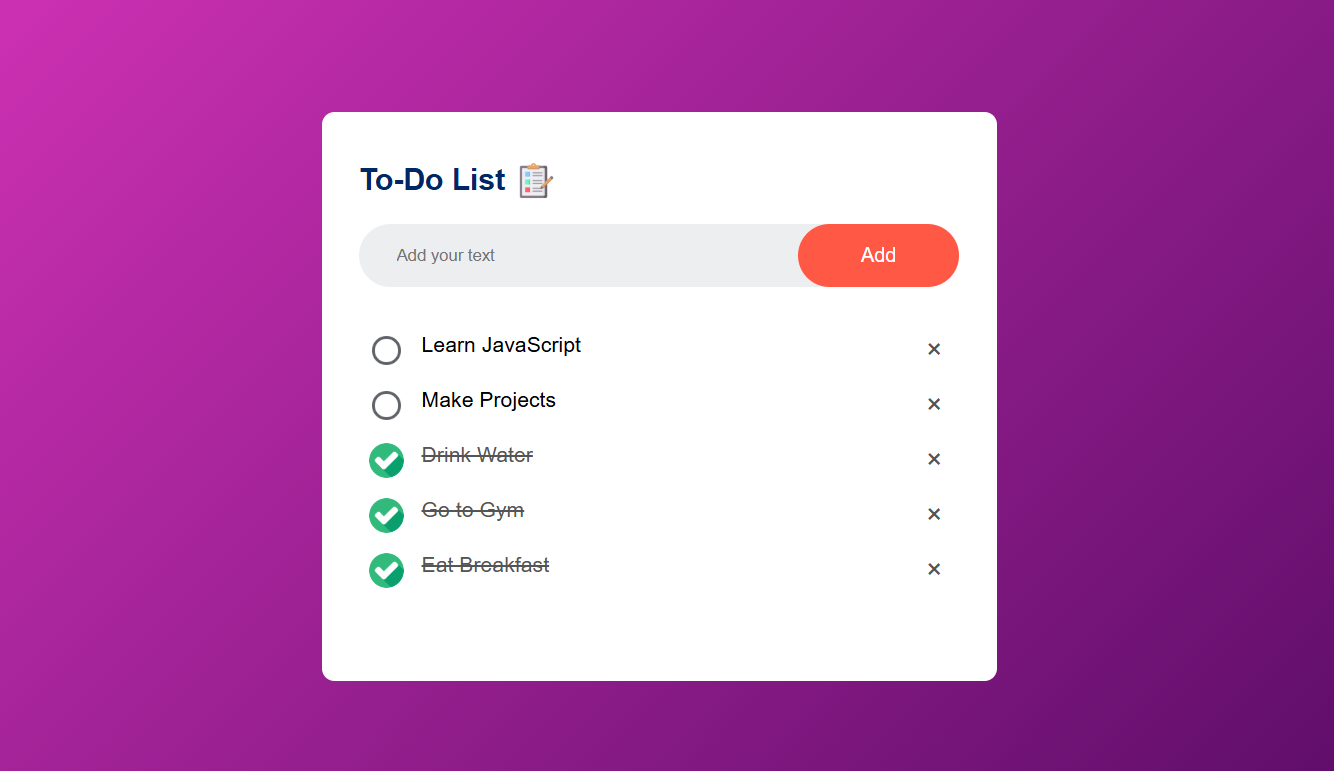 To-Do List
Add your text
Add
Learn JavaScript
Make Projects
Drink Water
Go to Gym
Eat Breakfast